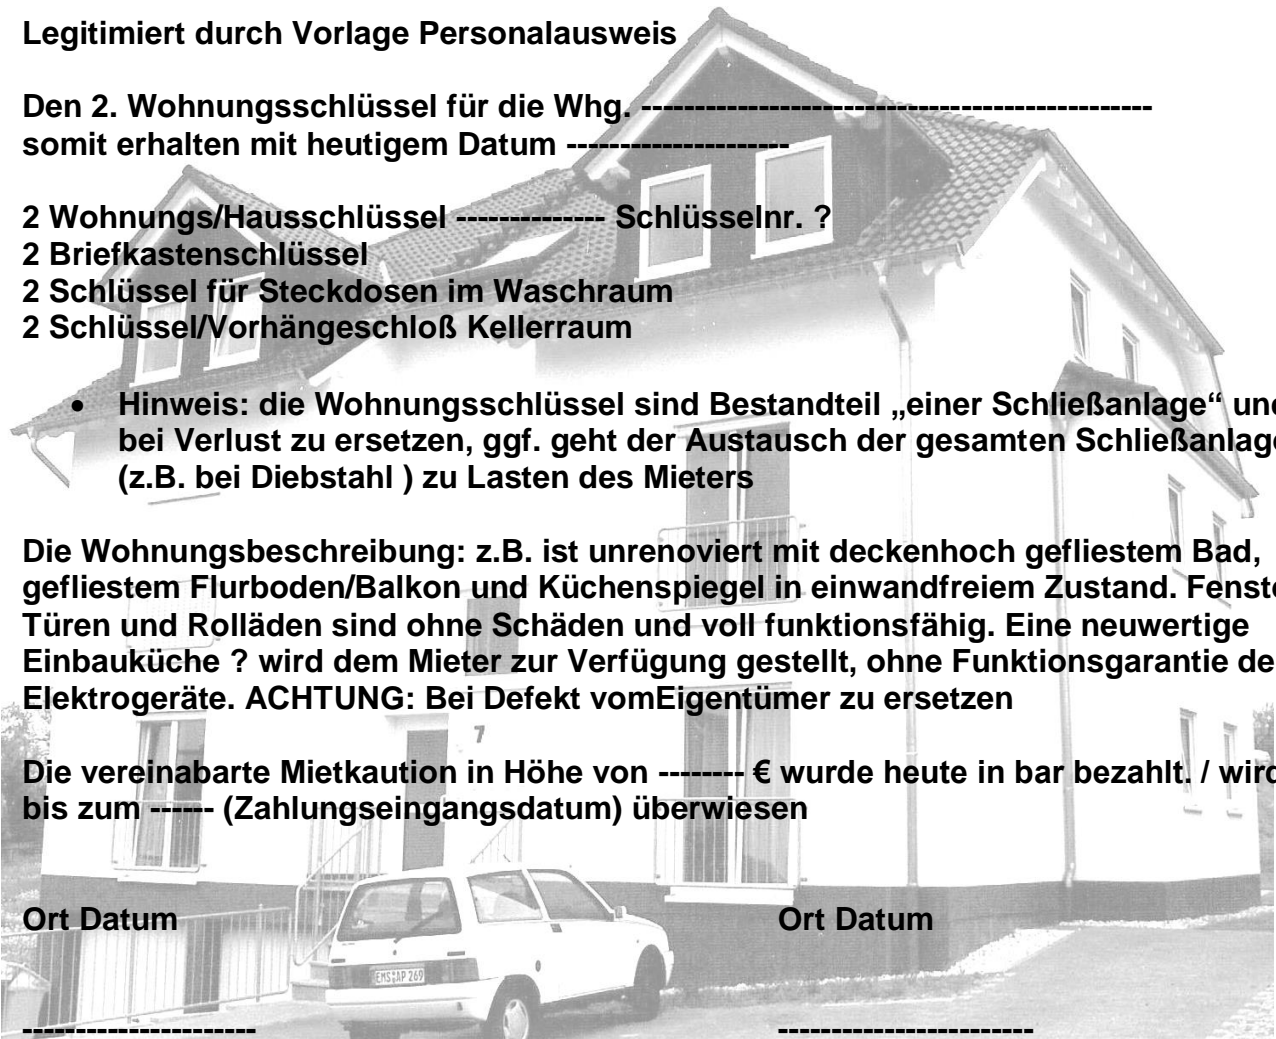 Legitimiert durch Vorlage Personalausweis
Den 2. Wohnungsschlüssel für die Whg. ------------------------------------------------
somit erhalten mit heutigem Datum ---------------------
2 Wohnungs/Hausschlüssel -------------- Schlüsselnr. ?
2 Briefkastenschlüssel
2 Schlüssel für Steckdosen im Waschraum
2 Schlüssel/Vorhängeschloß Kellerraum
• Hinweis: die Wohnungsschlüssel sind Bestandteil „einer Schließanlage“ und
bei Verlust zu ersetzen, ggf. geht der Austausch der gesamten Schließanlage
(z.B. bei Diebstahl ) zu Lasten des Mieters
Die Wohnungsbeschreibung: z.B. ist unrenoviert mit deckenhoch gefliestem Bad,
gefliestem Flurboden/Balkon und Küchenspiegel in einwandfreiem Zustand. Fenste
Türen und Rolläden sind ohne Schäden und voll funktionsfähig. Eine neuwertige
Einbauküche ? wird dem Mieter zur Verfügung gestellt, ohne Funktionsgarantie de
Elektrogeräte. ACHTUNG: Bei Defekt vomEigentümer zu ersetzen
7
Die vereinabarte Mietkaution in Höhe von -------- € wurde heute in bar bezahlt. / wird
bis zum ------ (Zahlungseingangsdatum) überwiesen
Ort Datum Ort Datum
EMS AP 269
---------------------- ------------------------